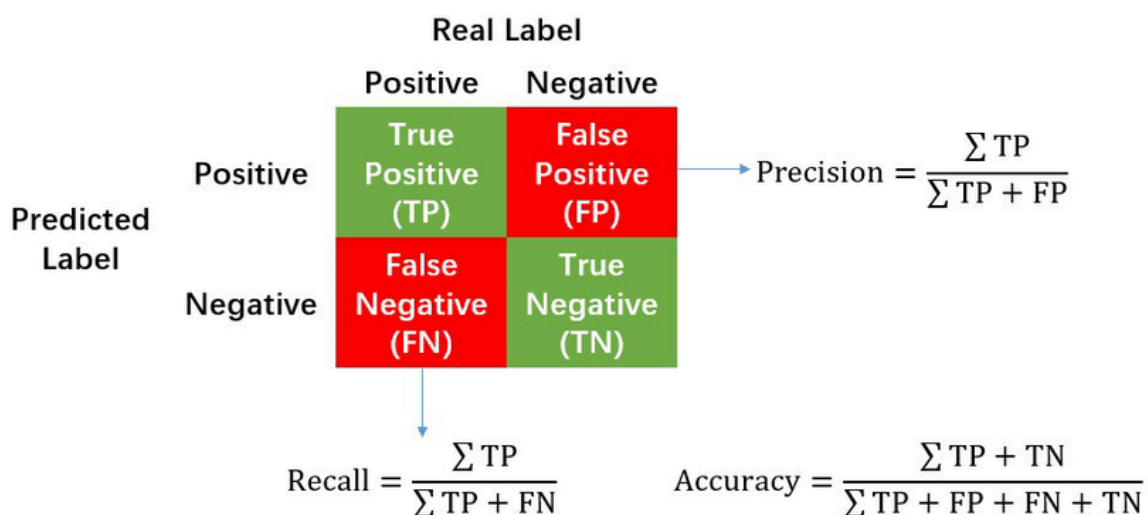 Real Label
Positive Negative
True Positive (TP)
False Positive (FP)
Positive
Precision = ∑ TP / ∑ TP + FP
Predicted Label
False Negative (FN)
True Negative (TN)
Negative
Recall = ∑ TP / ∑ TP + FN
Accuracy = ∑ TP + TN / ∑ TP + FP + FN + TN